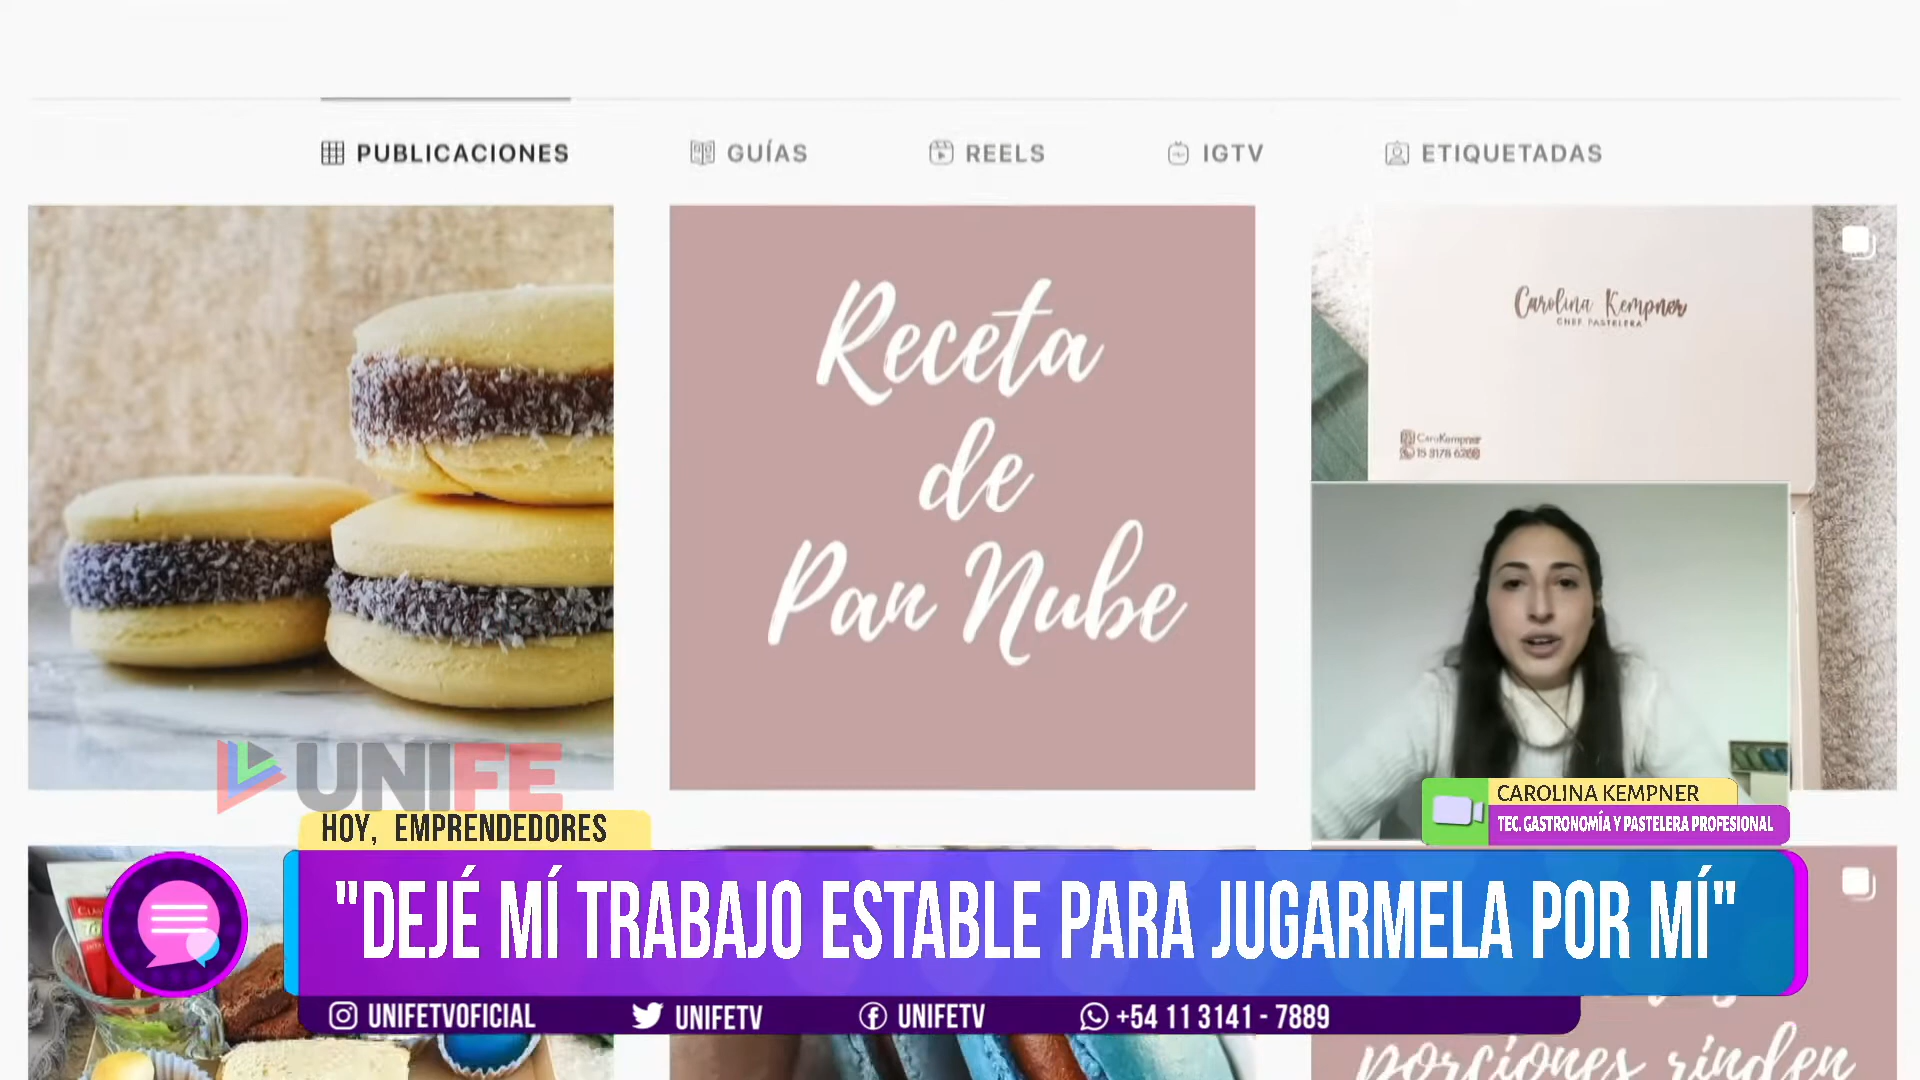 PUBLICACIONES
GUÍAS
REELS
IGTV
ETIQUETADAS
Receta
de
Pan Nube
Carolina Kempner
CHEF PASTELERA
CaroKempner
UNIFE
CAROLINA KEMPNER
TEC. GASTRONOMÍA Y PASTELERA PROFESIONAL
HOY, EMPRENDEDORES
"DEJÉ MÍ TRABAJO ESTABLE PARA JUGARMELA POR MÍ"
UNIFETVOFICIAL
UNIFETV
UNIFETV
+54 11 3141 - 7889
porciones rinden